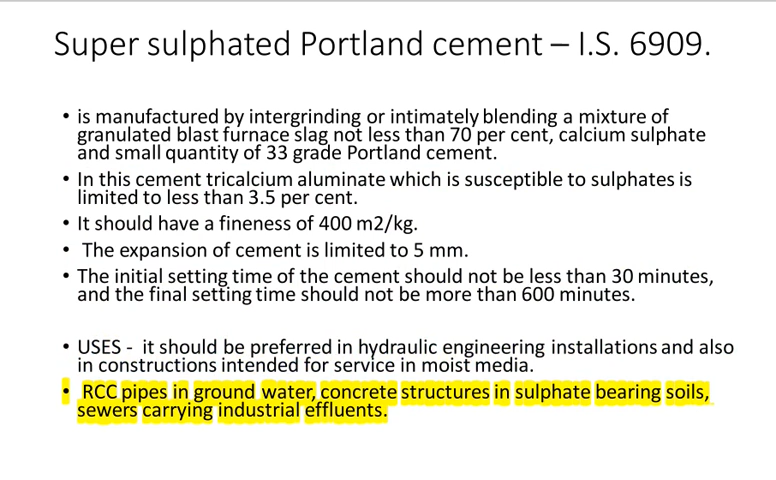 Super sulphated Portland cement – I.S. 6909.
• is manufactured by intergrinding or intimately blending a mixture of
granulated blast furnace slag not less than 70 per cent, calcium sulphate
and small quantity of 33 grade Portland cement.
• In this cement tricalcium aluminate which is susceptible to sulphates is
limited to less than 3.5 per cent.
• It should have a fineness of 400 m2/kg.
• The expansion of cement is limited to 5 mm.
• The initial setting time of the cement should not be less than 30 minutes,
and the final setting time should not be more than 600 minutes.
• USES - it should be preferred in hydraulic engineering installations and also
in constructions intended for service in moist media.
• RCC pipes in ground water, concrete structures in sulphate bearing soils,
sewers carrying industrial effluents.